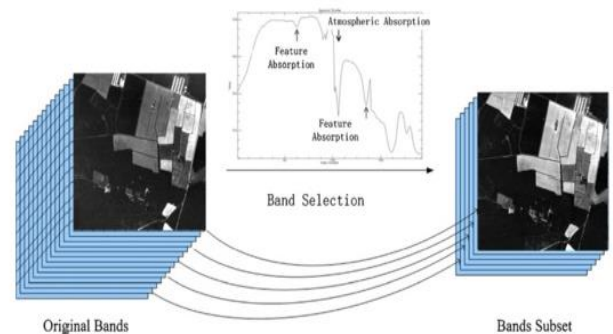 Atmospheric Absorption
Feature
Absorption
Feature
Absorption
Band Selection
Original Bands
Bands Subset